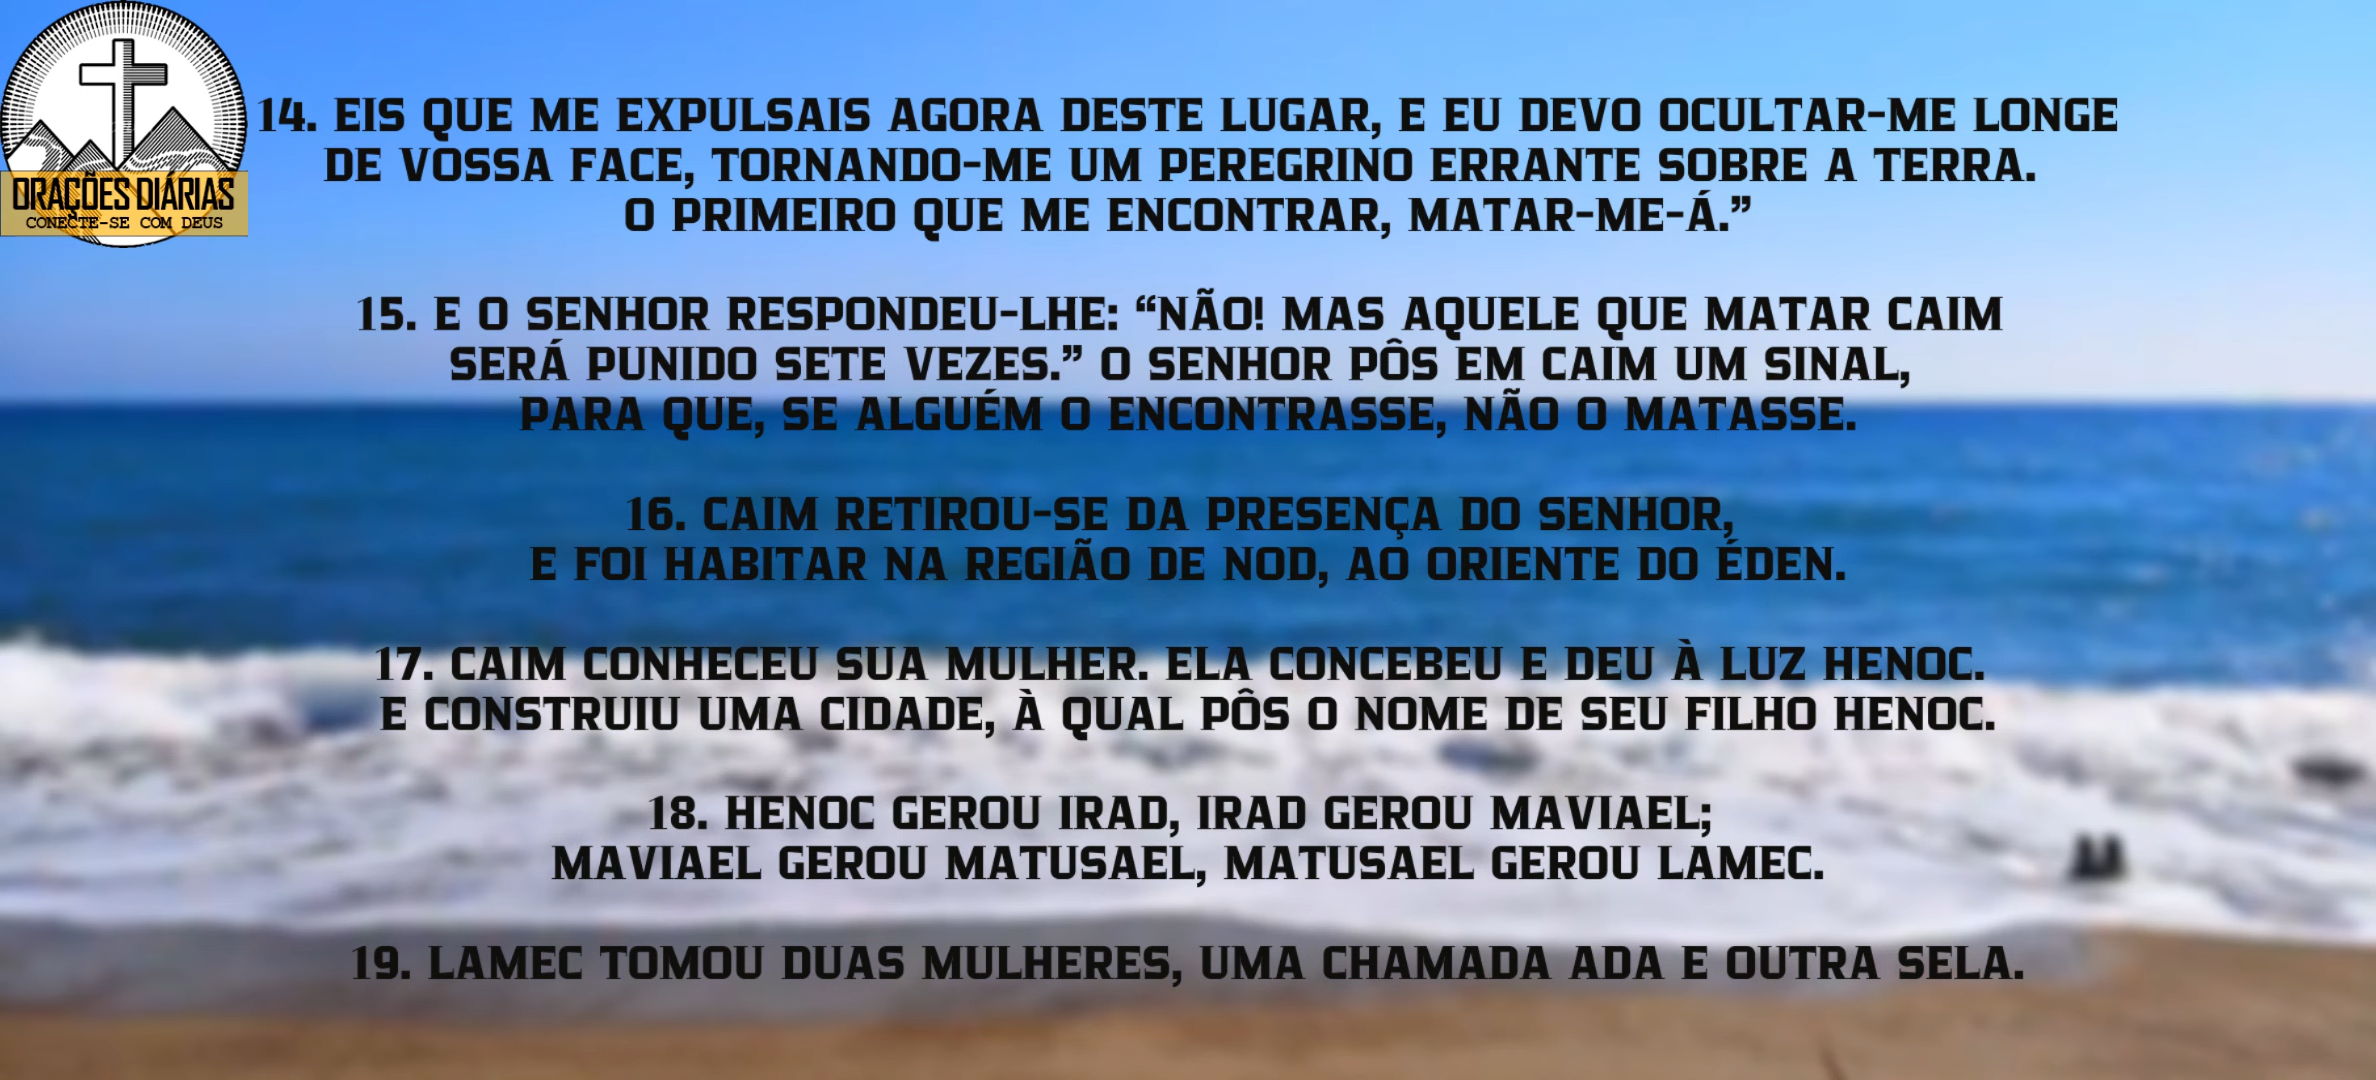 ORAÇÕES DIÁRIAS
CONECTE-SE COM DEUS
14. EIS QUE ME EXPULSAIS AGORA DESTE LUGAR, E EU DEVO OCULTAR-ME LONGE
DE VOSSA FACE, TORNANDO-ME UM PEREGRINO ERRANTE SOBRE A TERRA.
O PRIMEIRO QUE ME ENCONTRAR, MATAR-ME-Á.”
15. E O SENHOR RESPONDEU-LHE: “NÃO! MAS AQUELE QUE MATAR CAIM
SERÁ PUNIDO SETE VEZES.” O SENHOR PÔS EM CAIM UM SINAL,
PARA QUE, SE ALGUÉM O ENCONTRASSE, NÃO O MATASSE.
16. CAIM RETIROU-SE DA PRESENÇA DO SENHOR,
E FOI HABITAR NA REGIÃO DE NOD, AO ORIENTE DO ÉDEN.
17. CAIM CONHECEU SUA MULHER. ELA CONCEBEU E DEU À LUZ HENOC.
E CONSTRUIU UMA CIDADE, À QUAL PÔS O NOME DE SEU FILHO HENOC.
18. HENOC GEROU IRAD, IRAD GEROU MAVIAEL;
MAVIAEL GEROU MATUSAEL, MATUSAEL GEROU LAMEC.
19. LAMEC TOMOU DUAS MULHERES, UMA CHAMADA ADA E OUTRA SELA.